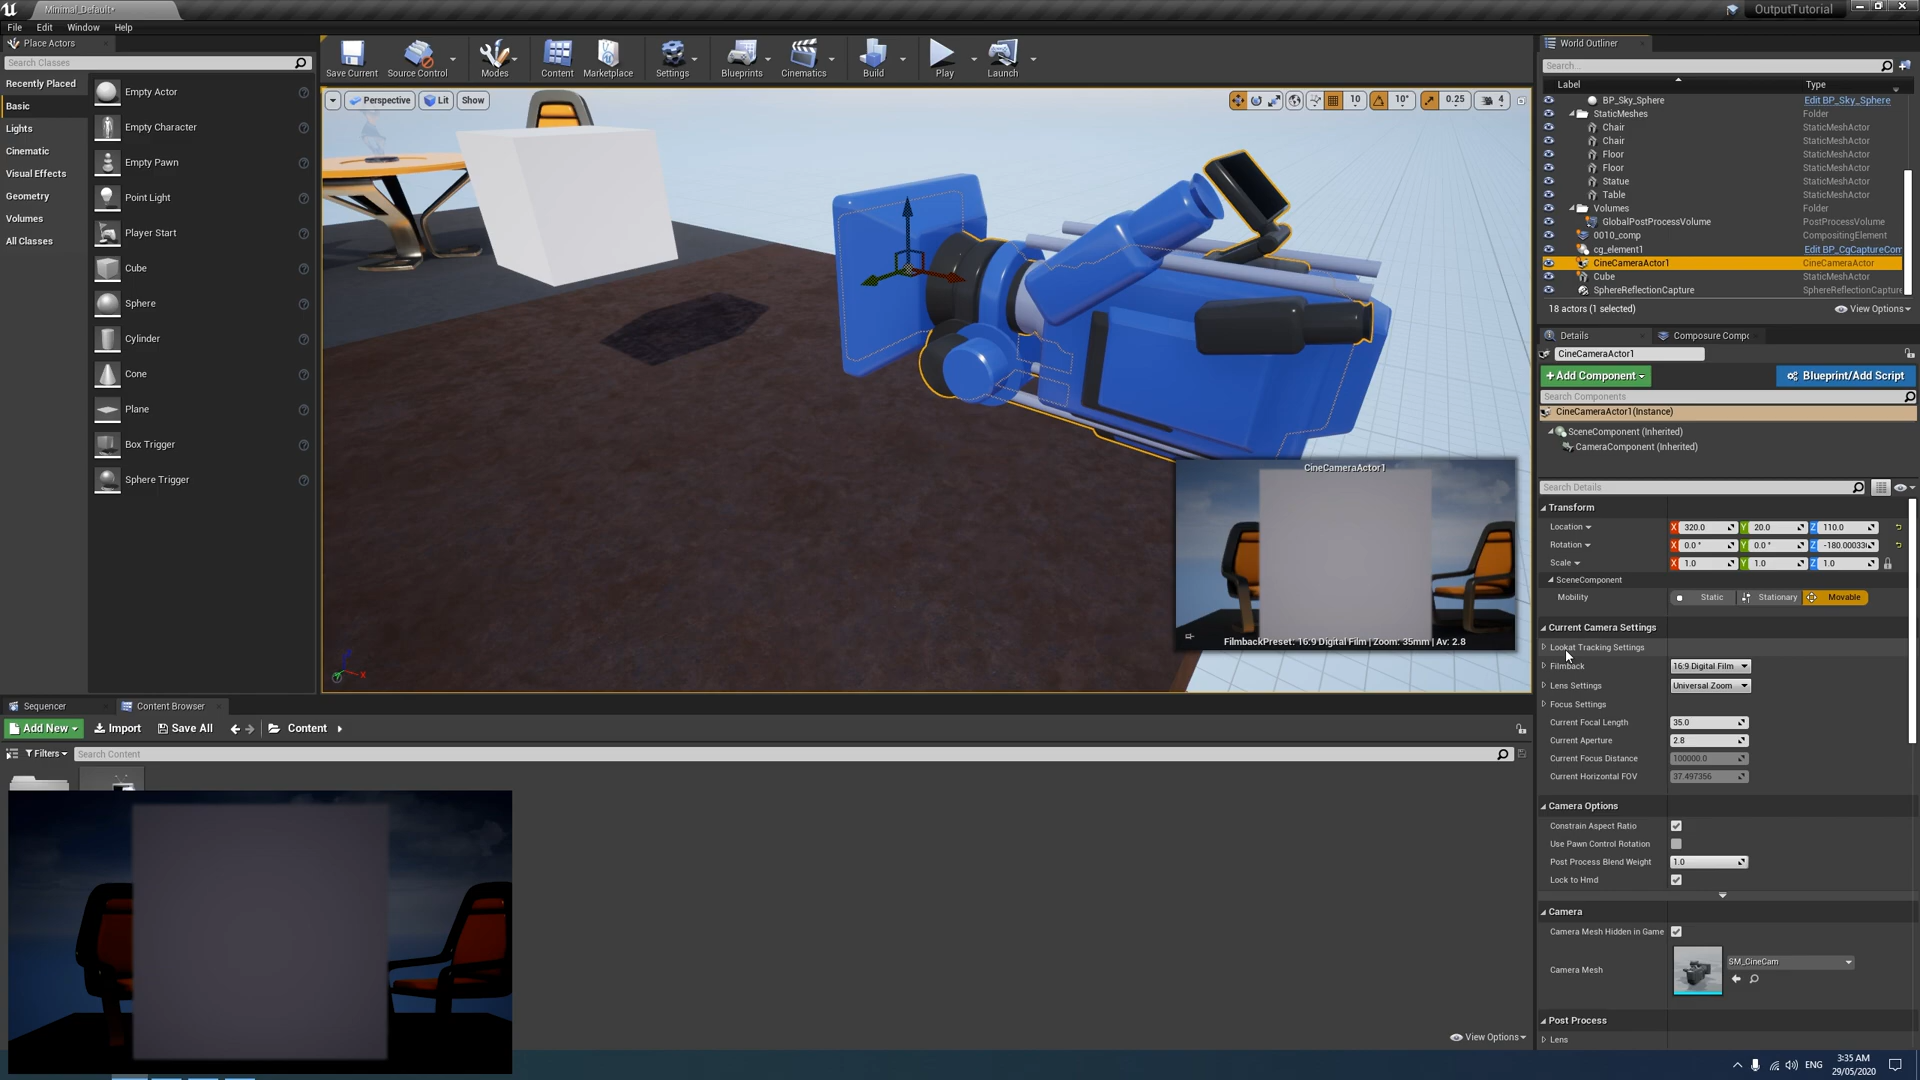 Minimal_Default*
OutputTutorial
File Edit Window Help
Place Actors
Search Classes
Recently Placed
Basic
Lights
Cinematic
Visual Effects
Geometry
Volumes
All Classes
Empty Actor
Empty Character
Empty Pawn
Point Light
Player Start
Cube
Sphere
Cylinder
Cone
Plane
Box Trigger
Sphere Trigger
Save Current
Source Control
Modes
Content
Marketplace
Settings
Blueprints
Cinematics
Build
Play
Launch
Perspective Lit Show
10 10° 0.25 4
CineCameraActor1
FilmbackPreset: 16:9 Digital Film | Zoom: 35mm | Av: 2.8
World Outliner
Search...
Label Type
BP_Sky_Sphere Edit BP_Sky_Sphere
StaticMeshes Folder
Chair StaticMeshActor
Chair StaticMeshActor
Floor StaticMeshActor
Floor StaticMeshActor
Statue StaticMeshActor
Table StaticMeshActor
Volumes Folder
GlobalPostProcessVolume PostProcessVolume
0010_comp CompositingElement
cg_element1 Edit BP_CgCaptureCom
CineCameraActor1 CineCameraActor
Cube StaticMeshActor
SphereReflectionCapture SphereReflectionCapture
18 actors (1 selected) View Options
Details Composure Compo
CineCameraActor1
+Add Component Blueprint/Add Script
Search Components
CineCameraActor1(Instance)
SceneComponent (Inherited)
CameraComponent (Inherited)
Search Details
Transform
Location X 320.0 Y 20.0 Z 110.0
Rotation X 0.0 ° Y 0.0 ° Z -180.00033
Scale X 1.0 Y 1.0 Z 1.0
SceneComponent
Mobility Static Stationary Movable
Current Camera Settings
Lookat Tracking Settings
Filmback 16:9 Digital Film
Lens Settings Universal Zoom
Focus Settings
Current Focal Length 35.0
Current Aperture 2.8
Current Focus Distance 100000.0
Current Horizontal FOV 37.497356
Camera Options
Constrain Aspect Ratio
Use Pawn Control Rotation
Post Process Blend Weight 1.0
Lock to Hmd
Camera
Camera Mesh Hidden in Game
Camera Mesh SM_CineCam
Post Process
Lens
Sequencer Content Browser
Add New Import Save All Content
Filters Search Content
View Options
ENG
3:35 AM
29/05/2020